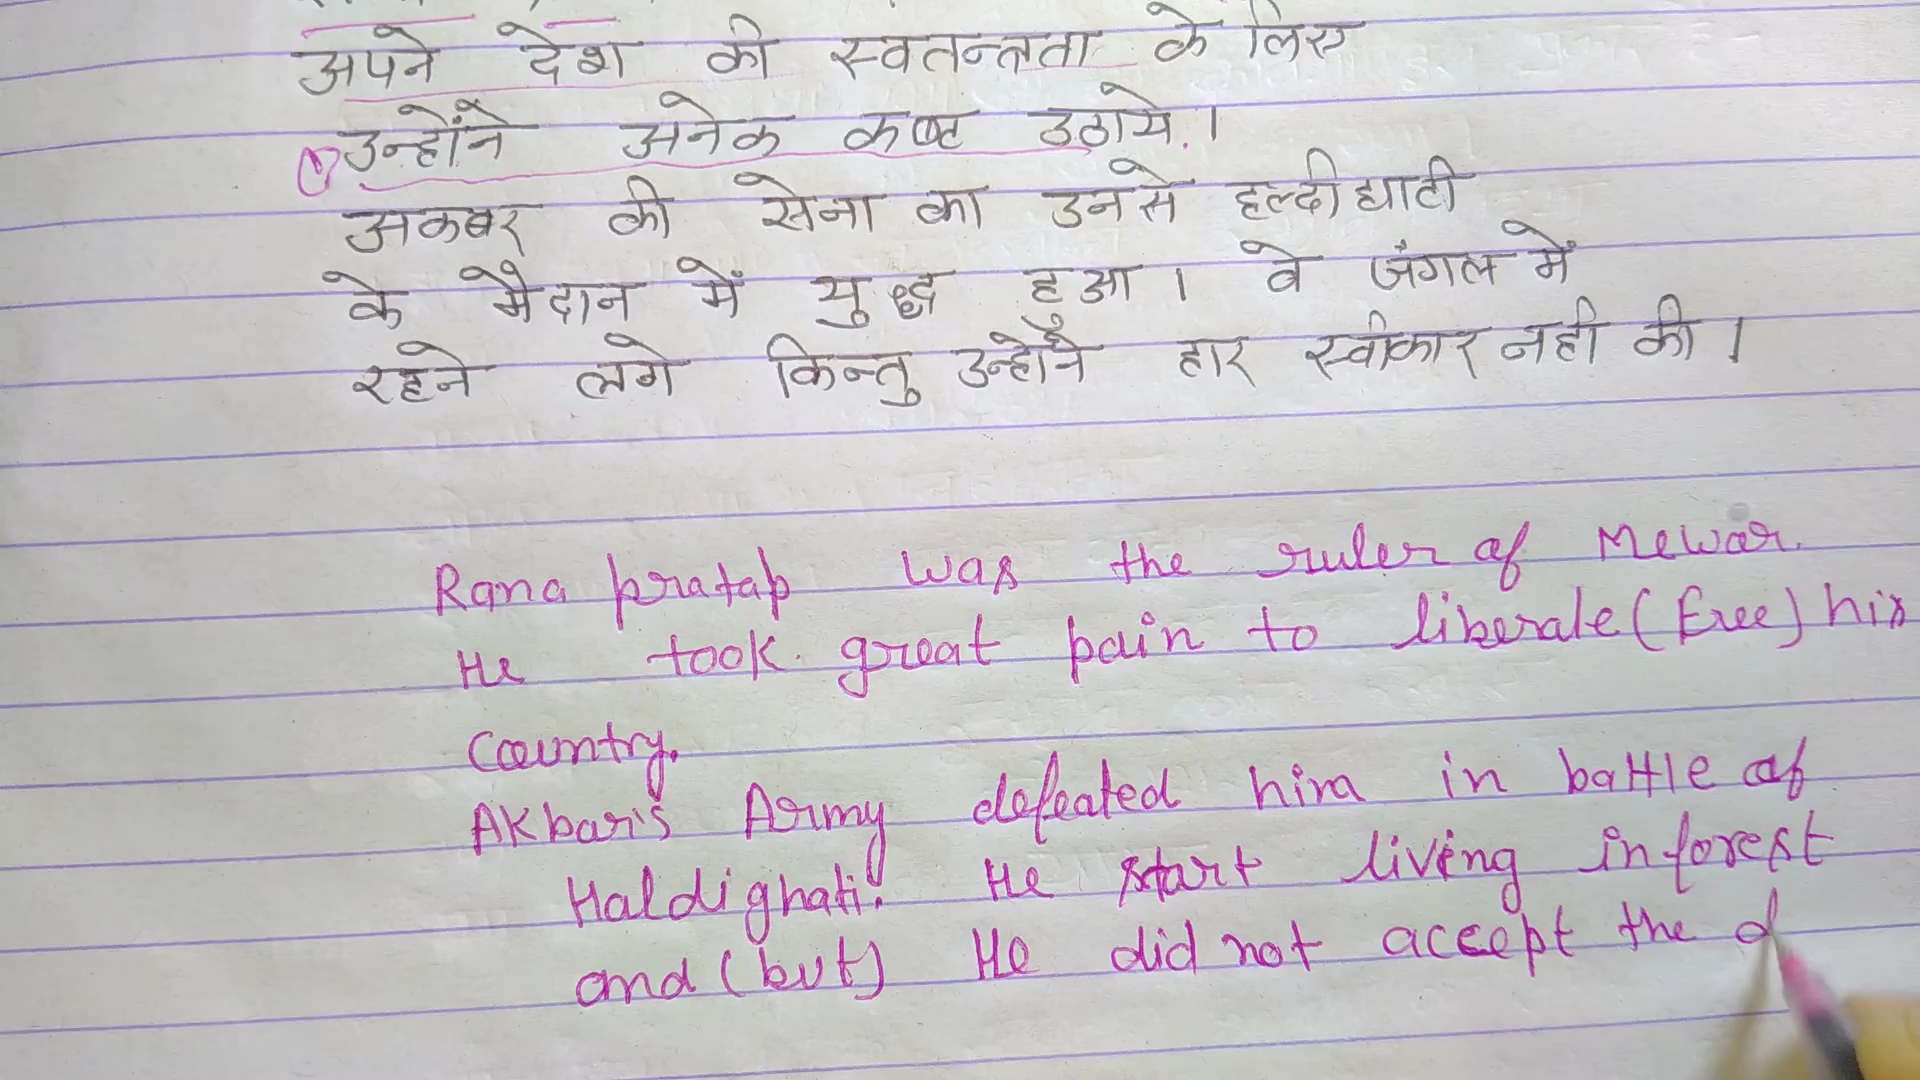 अपने देश की स्वतन्त्रता के लिए
उन्होंने अनेक कष्ट उठाये।
अकबर की सेना का उनसे हल्दीघाटी
के मैदान में युद्ध हुआ। वे जंगल में
रहने लगे किन्तु उन्होंने हार स्वीकार नही की।
Rana pratap was the ruler of Mewar.
He took great pain to liberale (free) his
Country.
AKbar's Army defeated him in battle of
Haldighati. He start living in forest
and (but) He did not accept the d